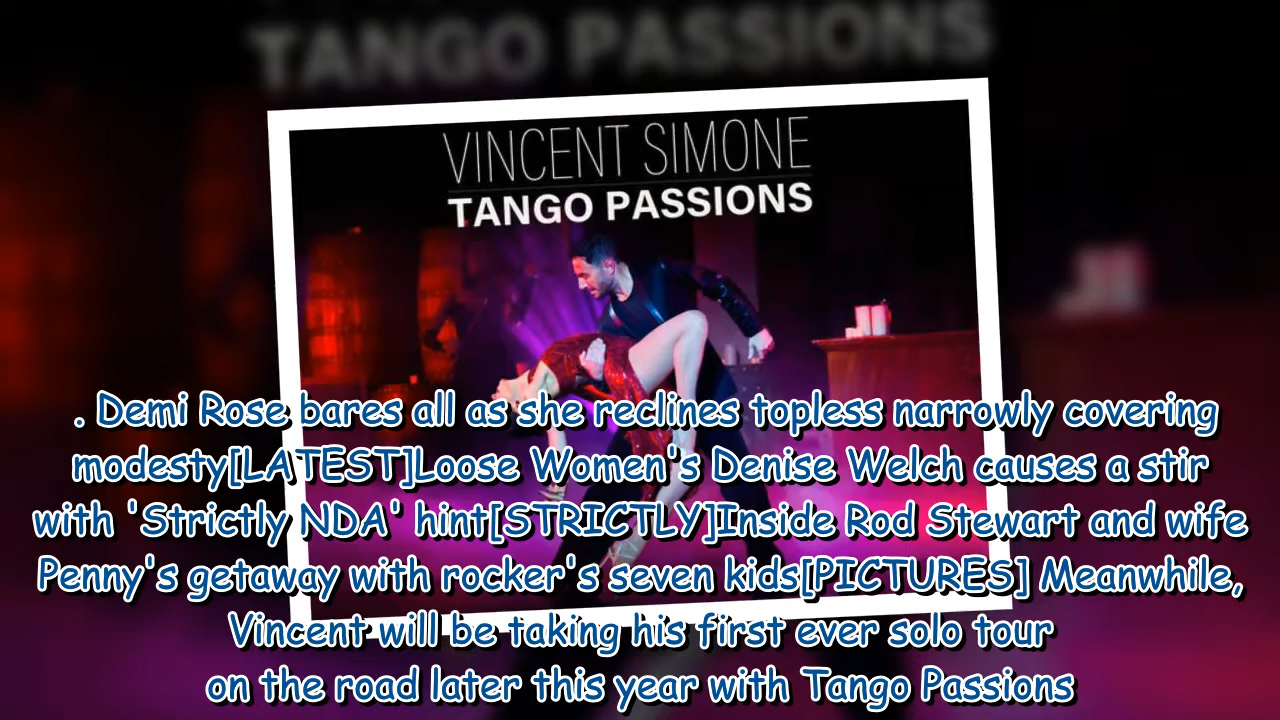 TANGO PASSIONS
VINCENT SIMONE
TANGO PASSIONS
. Demi Rose bares all as she reclines topless narrowly covering
modesty[LATEST]Loose Women's Denise Welch causes a stir
with 'Strictly NDA' hint[STRICTLY]Inside Rod Stewart and wife
Penny's getaway with rocker's seven kids[PICTURES] Meanwhile,
Vincent will be taking his first ever solo tour
on the road later this year with Tango Passions